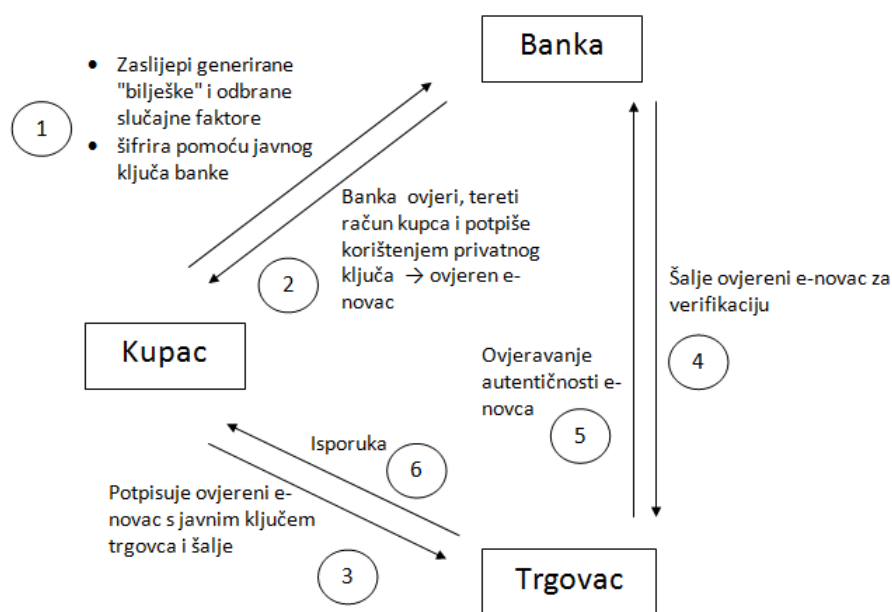 Banka
1
• Zaslijepi generirane
"bilješke" i odbrane
slučajne faktore
• šifrira pomoću javnog
ključa banke
Banka ovjeri, tereti
račun kupca i potpiše
korištenjem privatnog
ključa → ovjeren e-
novac
2
Šalje ovjereni e-novac za
verifikaciju
4
Kupac
Ovjeravanje
autentičnosti e-
novca
5
Isporuka
6
Potpisuje ovjereni e-
novac s javnim ključem
trgovca i šalje
3
Trgovac